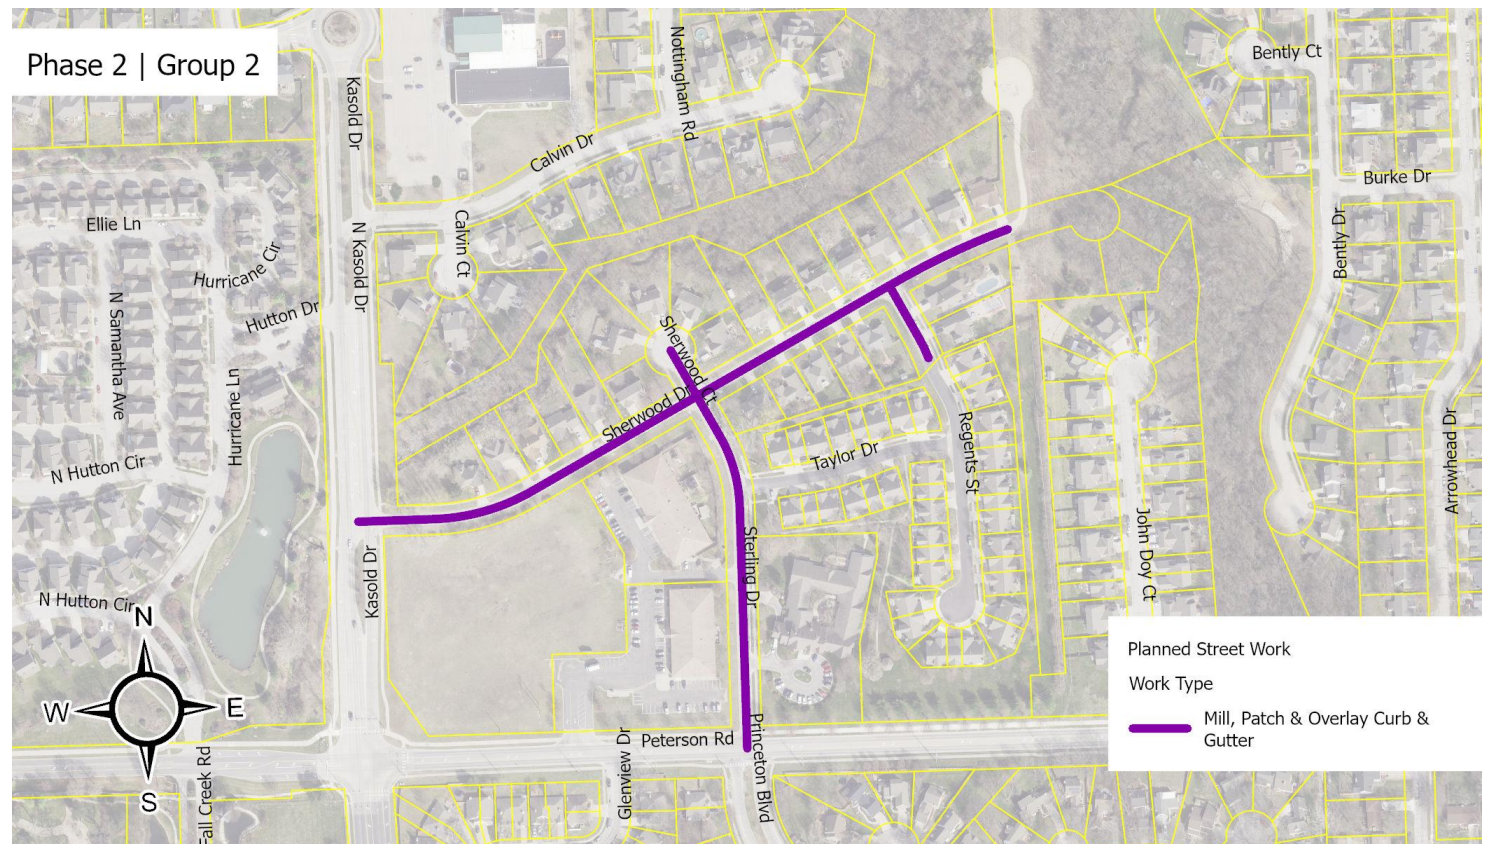 Phase 2 | Group 2
Kasold Dr
Nottingham Rd
Bently Ct
Calvin Dr
Burke Dr
Ellie Ln
Calvin Ct
N Kasold Dr
Hurricane Cir
Bently Dr
Hutton Dr
N Samantha Ave
Sherwood Ct
Sherwood Dr
Hurricane Ln
Regents St
Arrowhead Dr
Taylor Dr
N Hutton Cir
John Doy Ct
Sterling Dr
Kasold Dr
N Hutton Cir
N
W
E
S
Planned Street Work
Work Type
Mill, Patch & Overlay Curb &
Gutter
Peterson Rd
Princeton Blvd
Glenview Dr
Fall Creek Rd